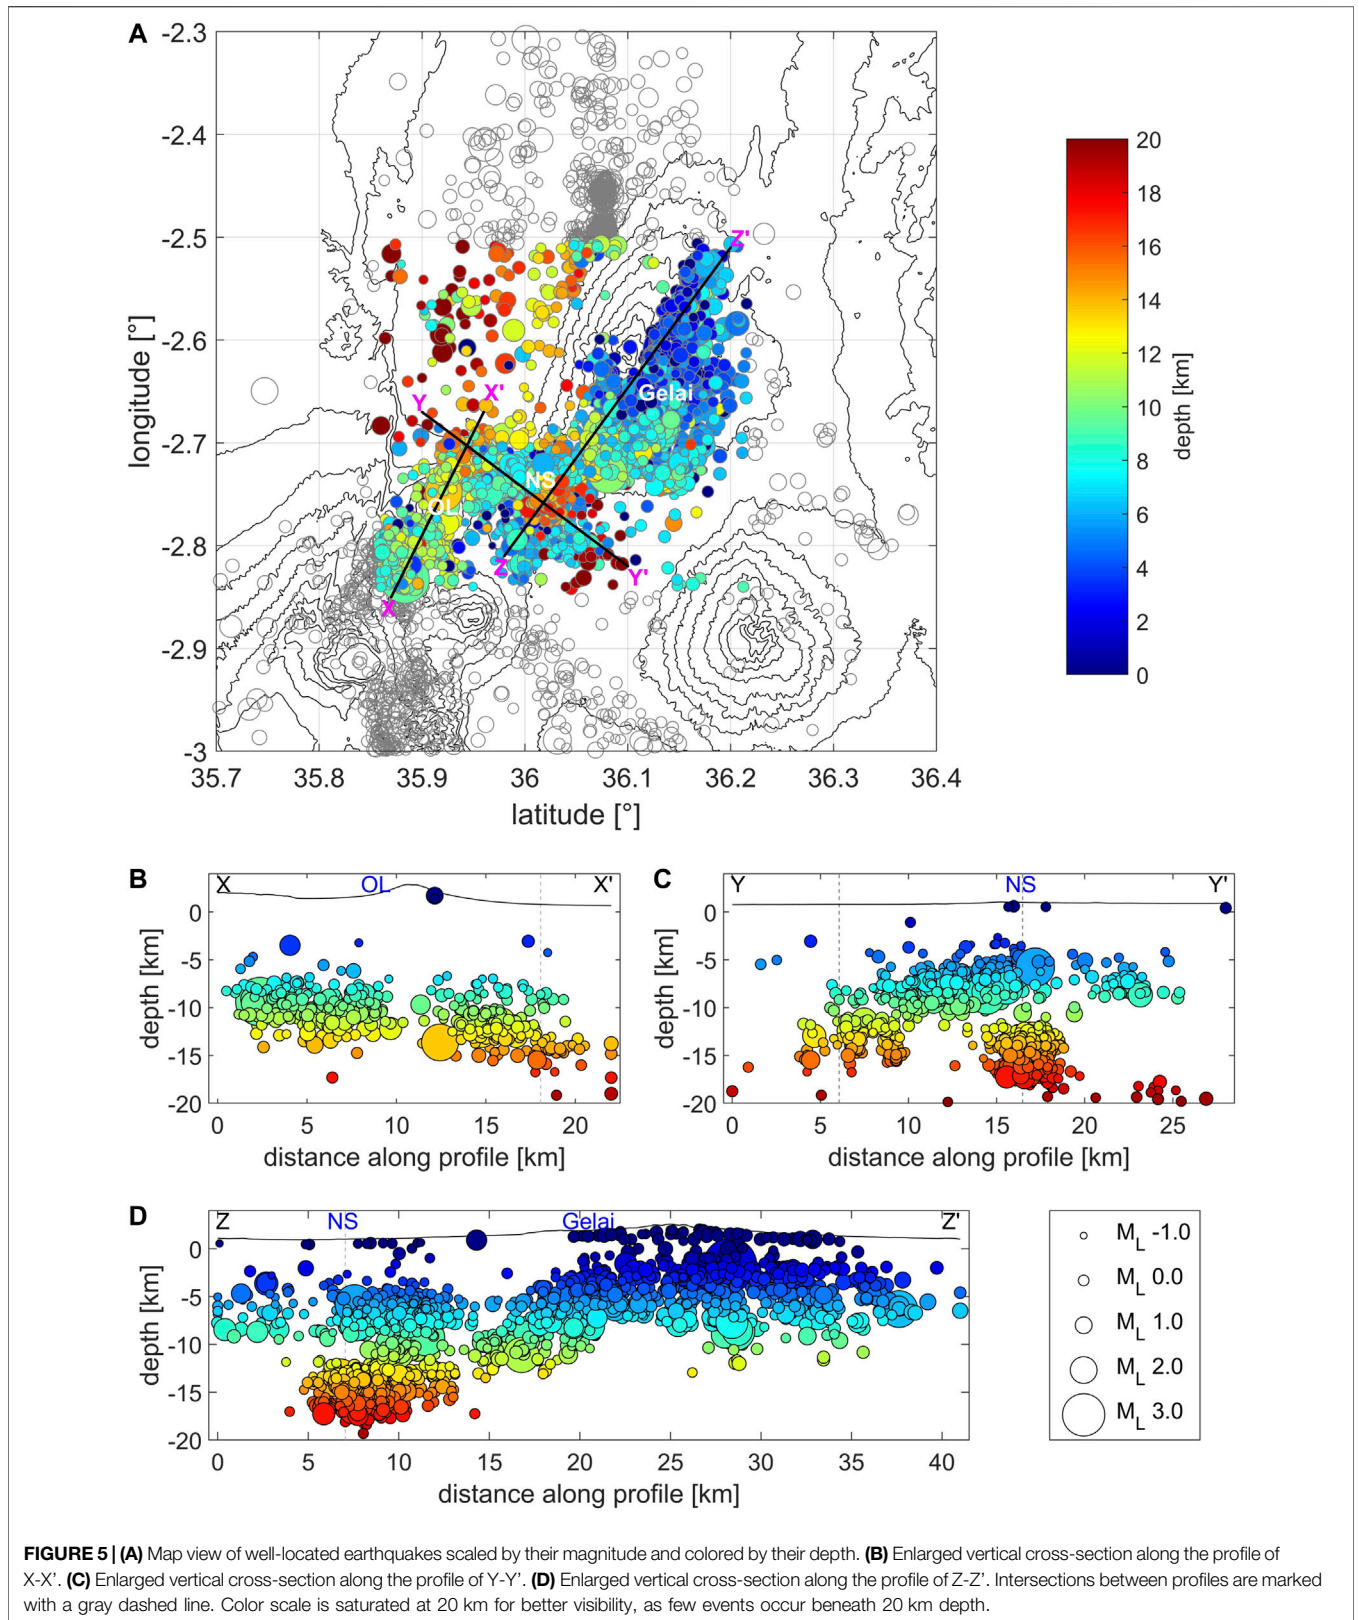 A
-2.3
-2.4
-2.5
-2.6
-2.7
-2.8
-2.9
-3
longitude [°]
35.7 35.8 35.9 36 36.1 36.2 36.3 36.4
latitude [°]
Z'
Gelai
Y X'
NS
OL
Z Y'
X
20
18
16
14
12
10
8
6
4
2
0
depth [km]
B
X OL X'
0
-5
-10
-15
-20
depth [km]
0 5 10 15 20
distance along profile [km]
C
Y NS Y'
0
-5
-10
-15
-20
depth [km]
0 5 10 15 20 25
distance along profile [km]
D
Z NS Gelai Z'
0
-5
-10
-15
-20
depth [km]
0 5 10 15 20 25 30 35 40
distance along profile [km]
M L -1.0
M L 0.0
M L 1.0
M L 2.0
M L 3.0
FIGURE 5 | (A) Map view of well-located earthquakes scaled by their magnitude and colored by their depth. (B) Enlarged vertical cross-section along the profile of
X-X’. (C) Enlarged vertical cross-section along the profile of Y-Y’. (D) Enlarged vertical cross-section along the profile of Z-Z’. Intersections between profiles are marked
with a gray dashed line. Color scale is saturated at 20 km for better visibility, as few events occur beneath 20 km depth.